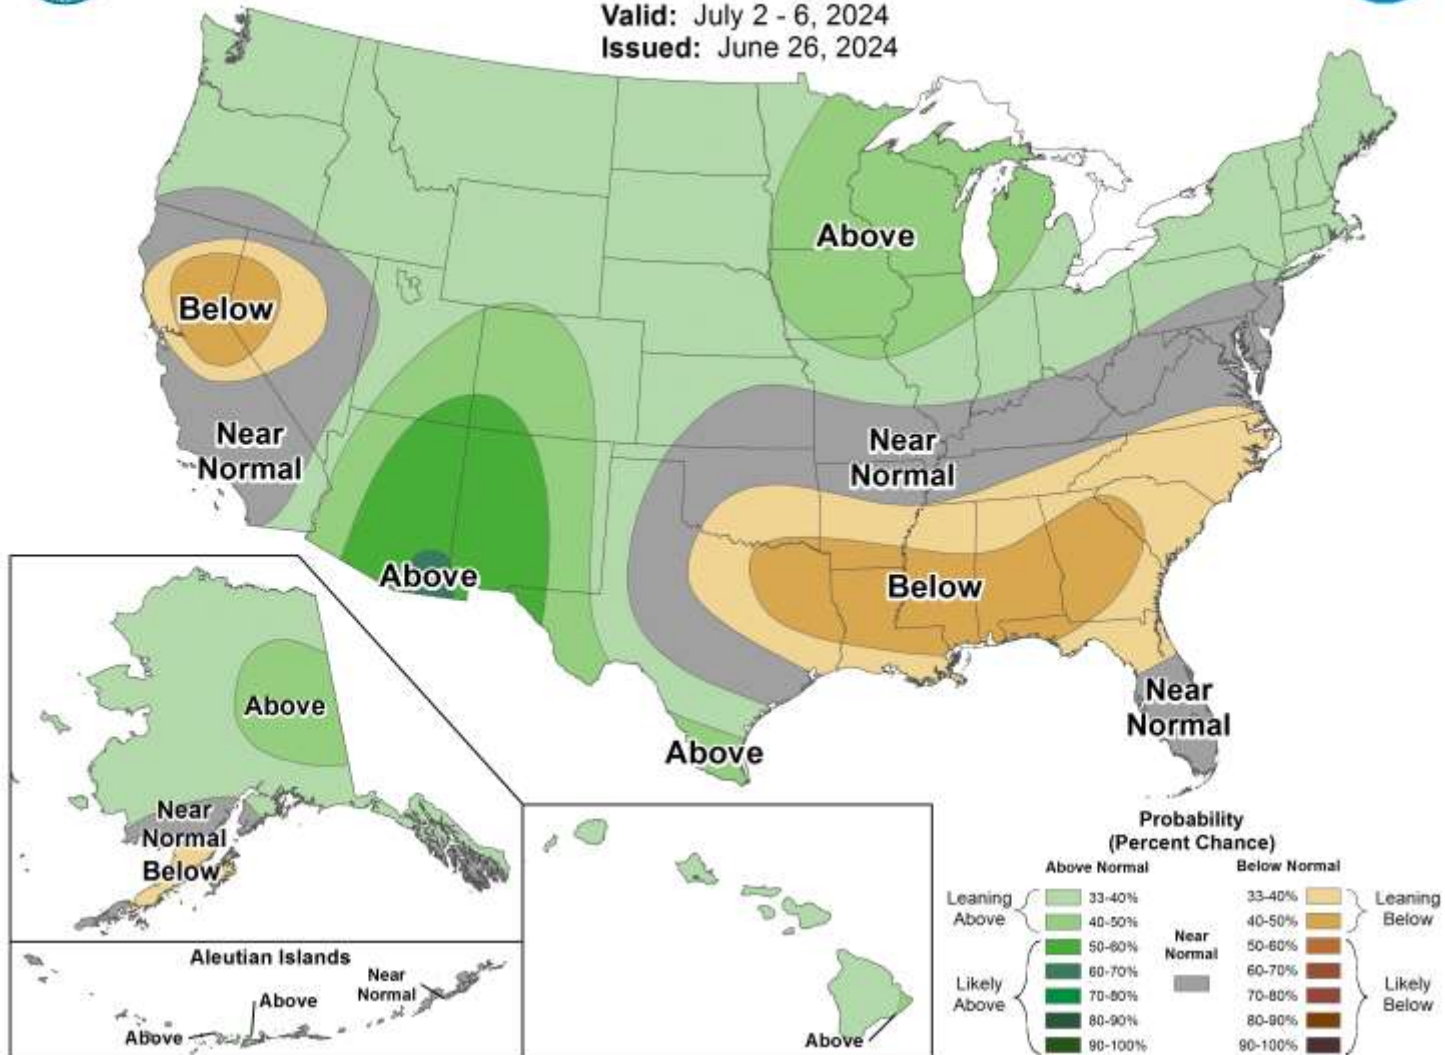 Valid: July 2 - 6, 2024
Issued: June 26, 2024
Above
Below
Near
Normal
Near
Normal
Above
Below
Near
Normal
Above
Above
Near
Normal
Below
Aleutian Islands
Near
Normal
Above
Above
Above
Probability
(Percent Chance)
Above Normal
Below Normal
Leaning
Above
33-40%
40-50%
Likely
Above
50-60%
60-70%
70-80%
80-90%
90-100%
Near
Normal
33-40%
40-50%
Leaning
Below
50-60%
60-70%
70-80%
80-90%
90-100%
Likely
Below